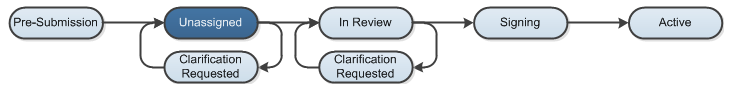 Pre-Submission
Unassigned
In Review
Signing
Active
Clarification
Requested
Clarification
Requested